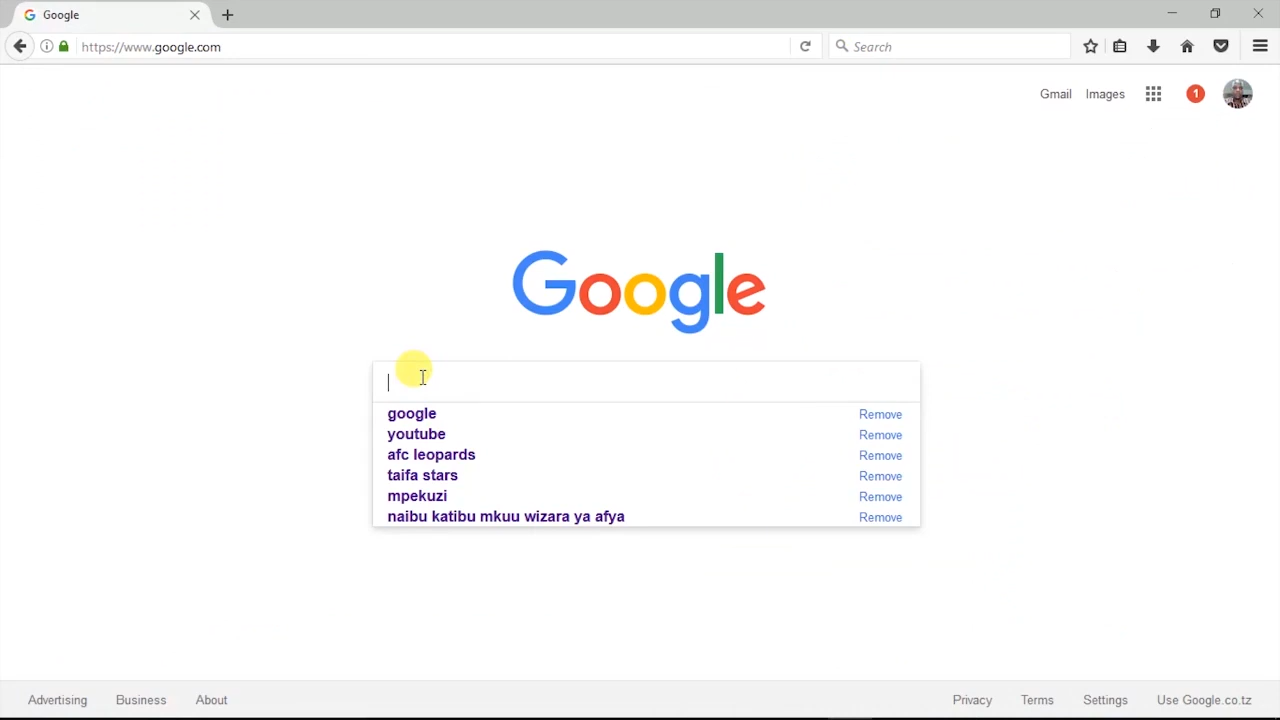 Google
https://www.google.com
Search
Gmail Images 1
Google
google Remove
youtube Remove
afc leopards Remove
taifa stars Remove
mpekuzi Remove
naibu katibu mkuu wizara ya afya Remove
Advertising Business About Privacy Terms Settings Use Google.co.tz